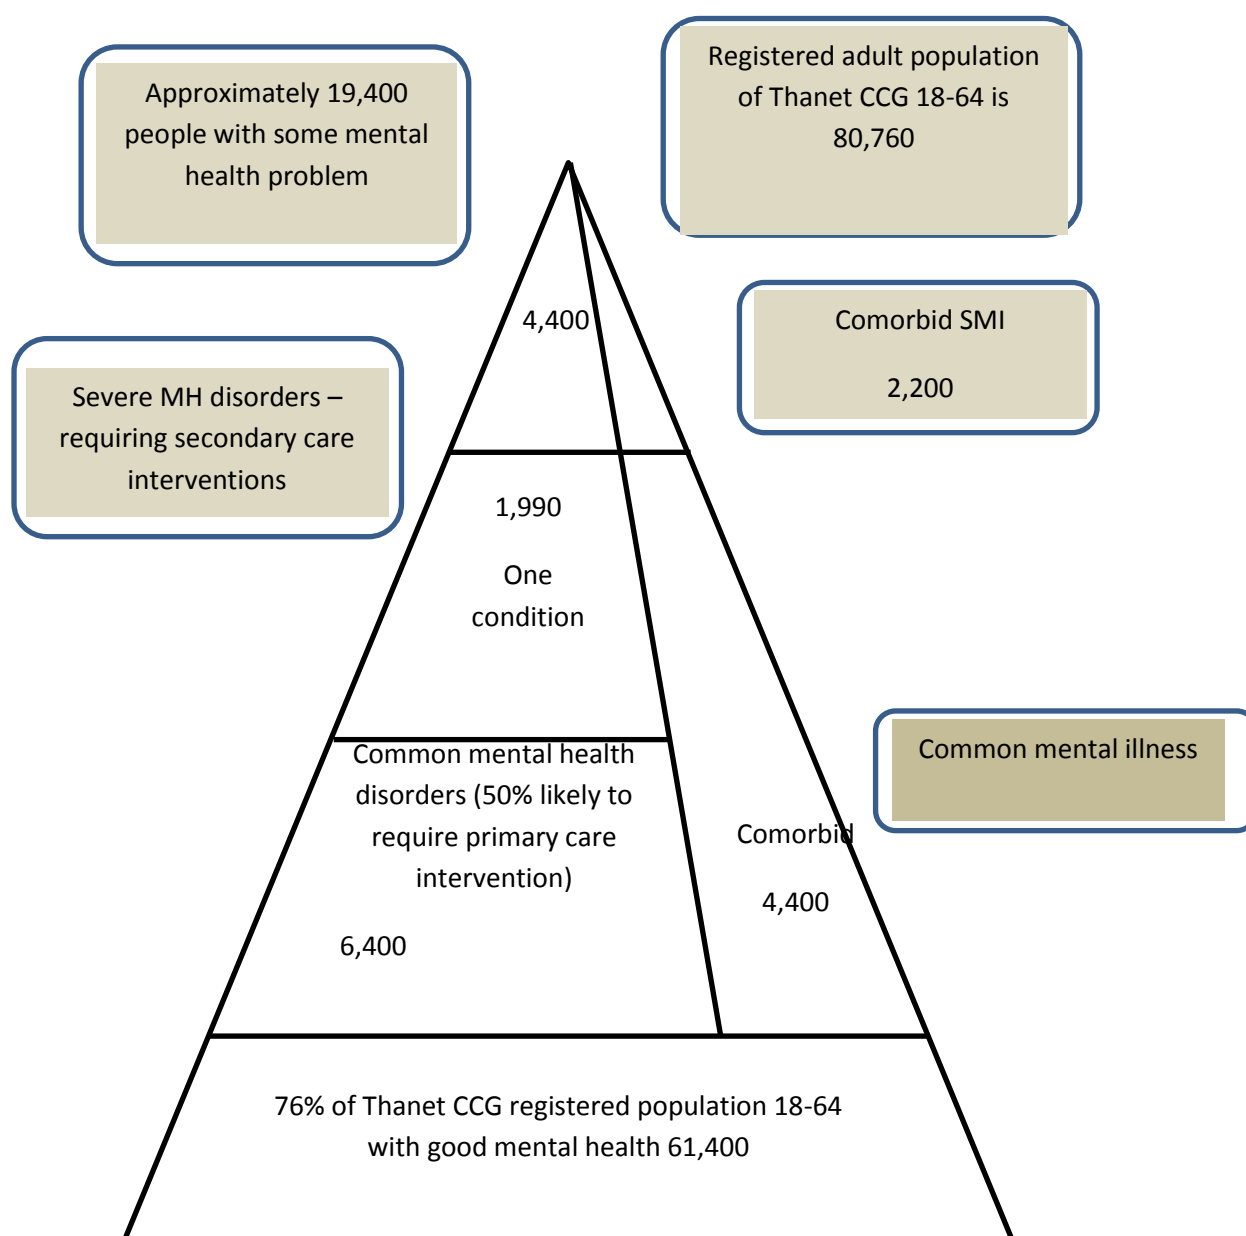 Approximately 19,400
people with some mental
health problem
Registered adult population
of Thanet CCG 18-64 is
80,760
4,400
Comorbid SMI
2,200
Severe MH disorders –
requiring secondary care
interventions
1,990
One
condition
Common mental health
disorders (50% likely to
require primary care
intervention)
6,400
Common mental illness
Comorbid
4,400
76% of Thanet CCG registered population 18-64
with good mental health 61,400